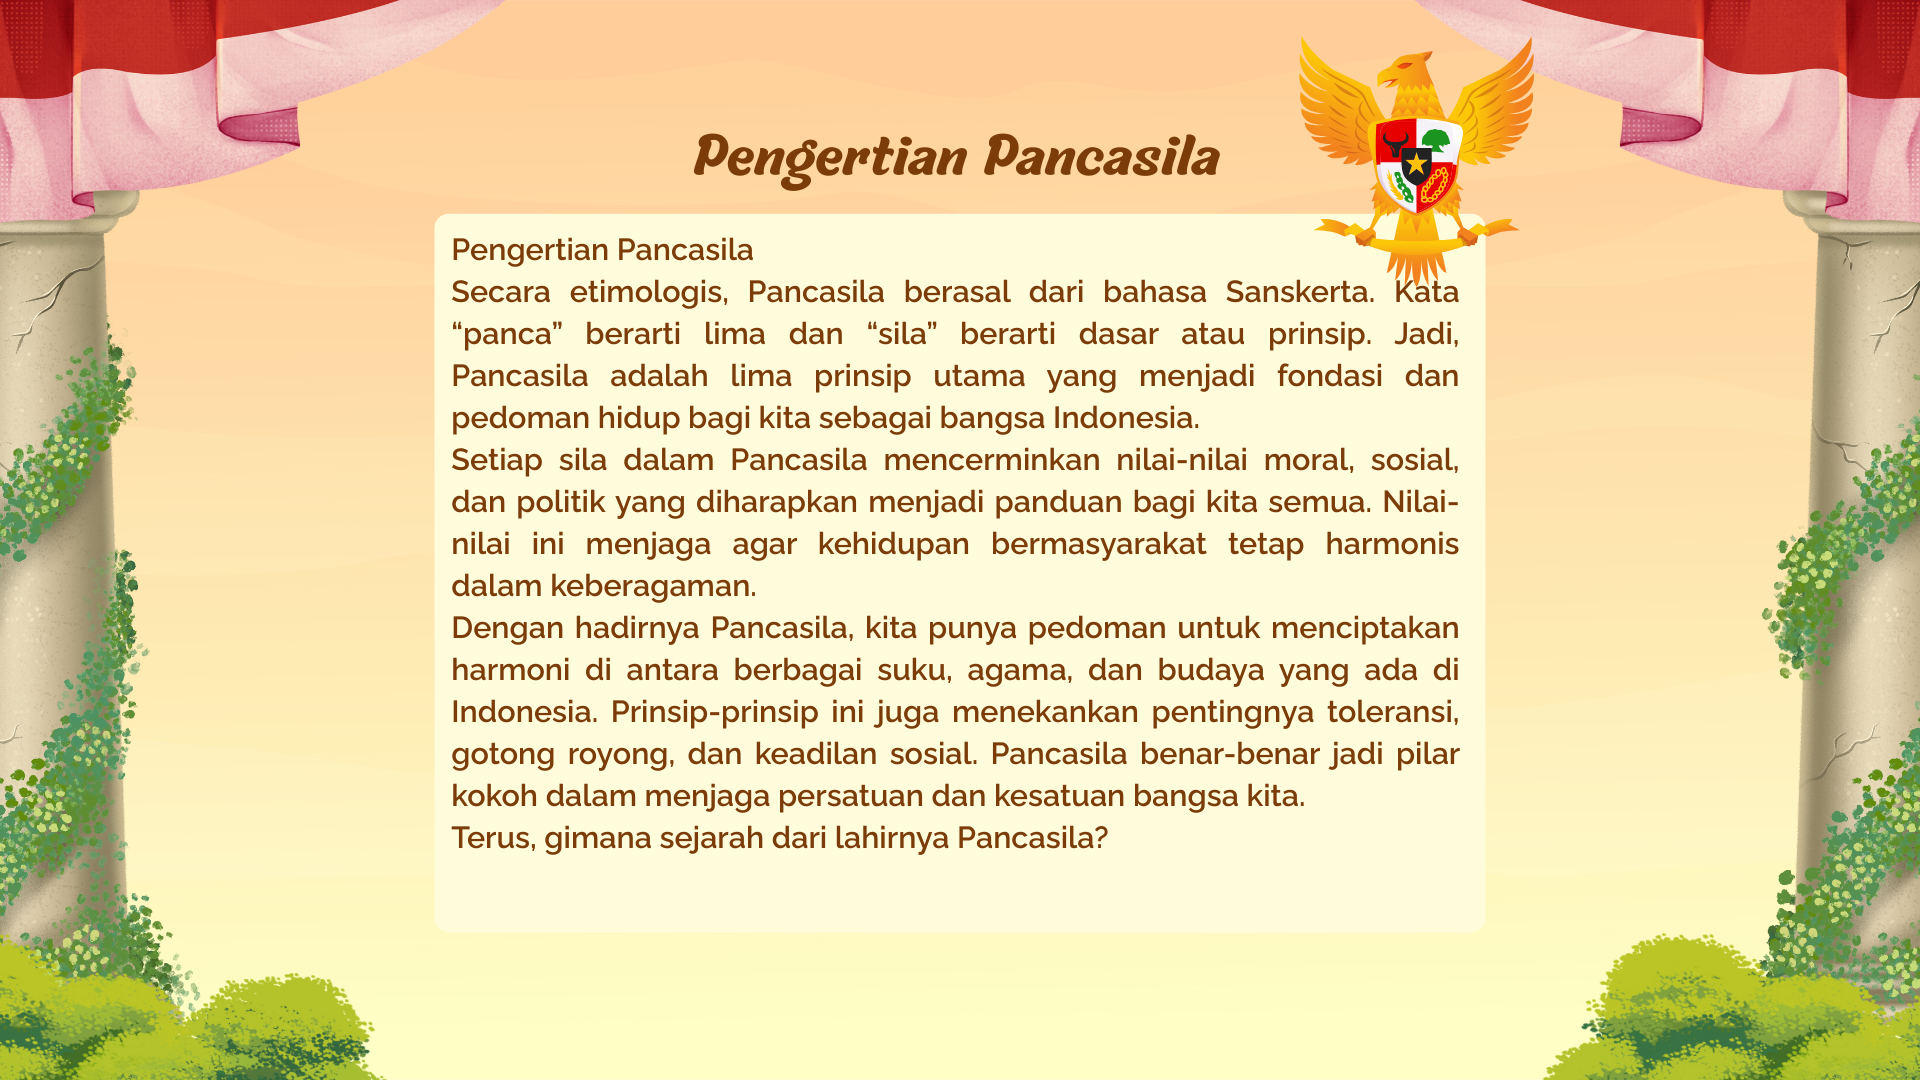 Pengertian Pancasila
Pengertian Pancasila
Secara etimologis, Pancasila berasal dari bahasa Sanskerta. Kata
“panca” berarti lima dan “sila” berarti dasar atau prinsip. Jadi,
Pancasila adalah lima prinsip utama yang menjadi fondasi dan
pedoman hidup bagi kita sebagai bangsa Indonesia.
Setiap sila dalam Pancasila mencerminkan nilai-nilai moral, sosial,
dan politik yang diharapkan menjadi panduan bagi kita semua. Nilai-
nilai ini menjaga agar kehidupan bermasyarakat tetap harmonis
dalam keberagaman.
Dengan hadirnya Pancasila, kita punya pedoman untuk menciptakan
harmoni di antara berbagai suku, agama, dan budaya yang ada di
Indonesia. Prinsip-prinsip ini juga menekankan pentingnya toleransi,
gotong royong, dan keadilan sosial. Pancasila benar-benar jadi pilar
kokoh dalam menjaga persatuan dan kesatuan bangsa kita.
Terus, gimana sejarah dari lahirnya Pancasila?